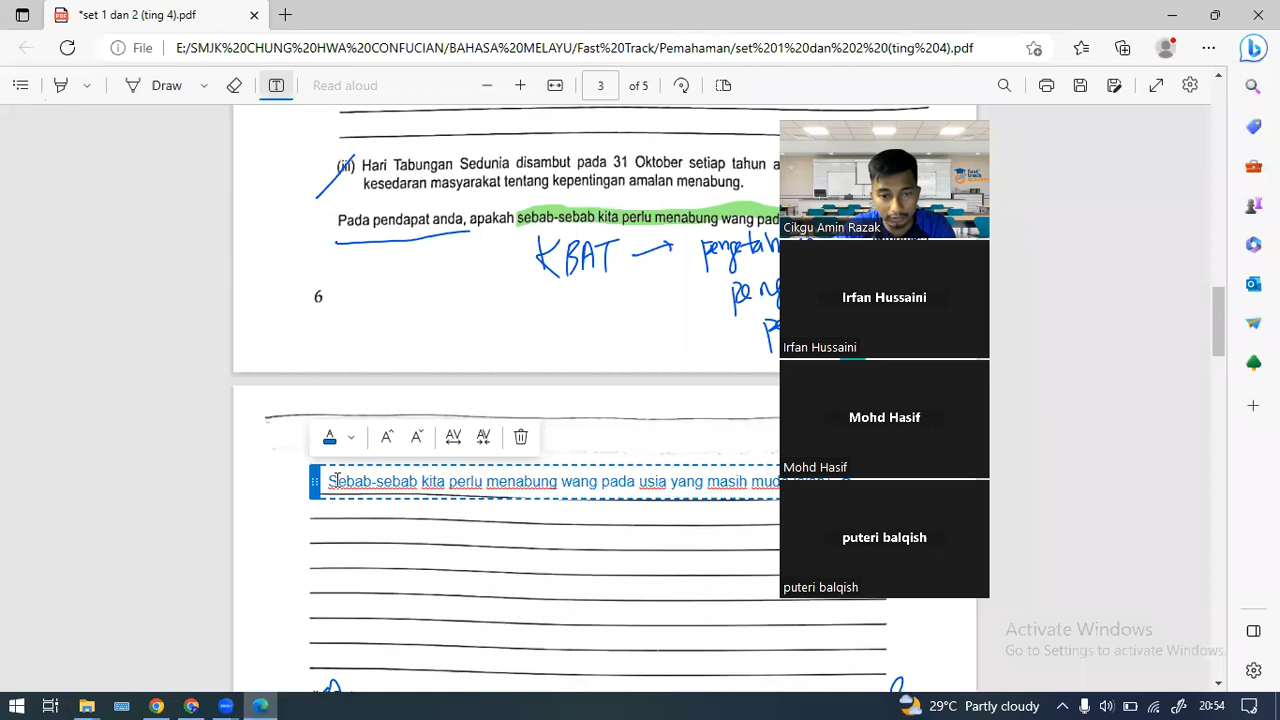 *set 1 dan 2 (ting 4).pdf
File
E:/SMJK%20CHUNG%20HWA%20CONFUCIAN/BAHASA%20MELAYU/Fast%20Track/Pemahaman/set%201%20dan%202%20(ting%204).pdf
Draw
Read aloud
3
of 5
(iii) Hari Tabungan Sedunia disambut pada 31 Oktober setiap tahun
kesedaran masyarakat tentang kepentingan amalan menabung.
Pada pendapat anda, apakah sebab-sebab kita perlu menabung wang
KBAT →
6
Sebab-sebab kita perlu menabung wang pada usia yang masih
Cikgu Amin Razak
Irfan Hussaini
Irfan Hussaini
Mohd Hasif
Mohd Hasif
puteri balqish
puteri balqish
Activate Windows
Go to Settings to activate Windows.
29°C Partly cloudy
20:54